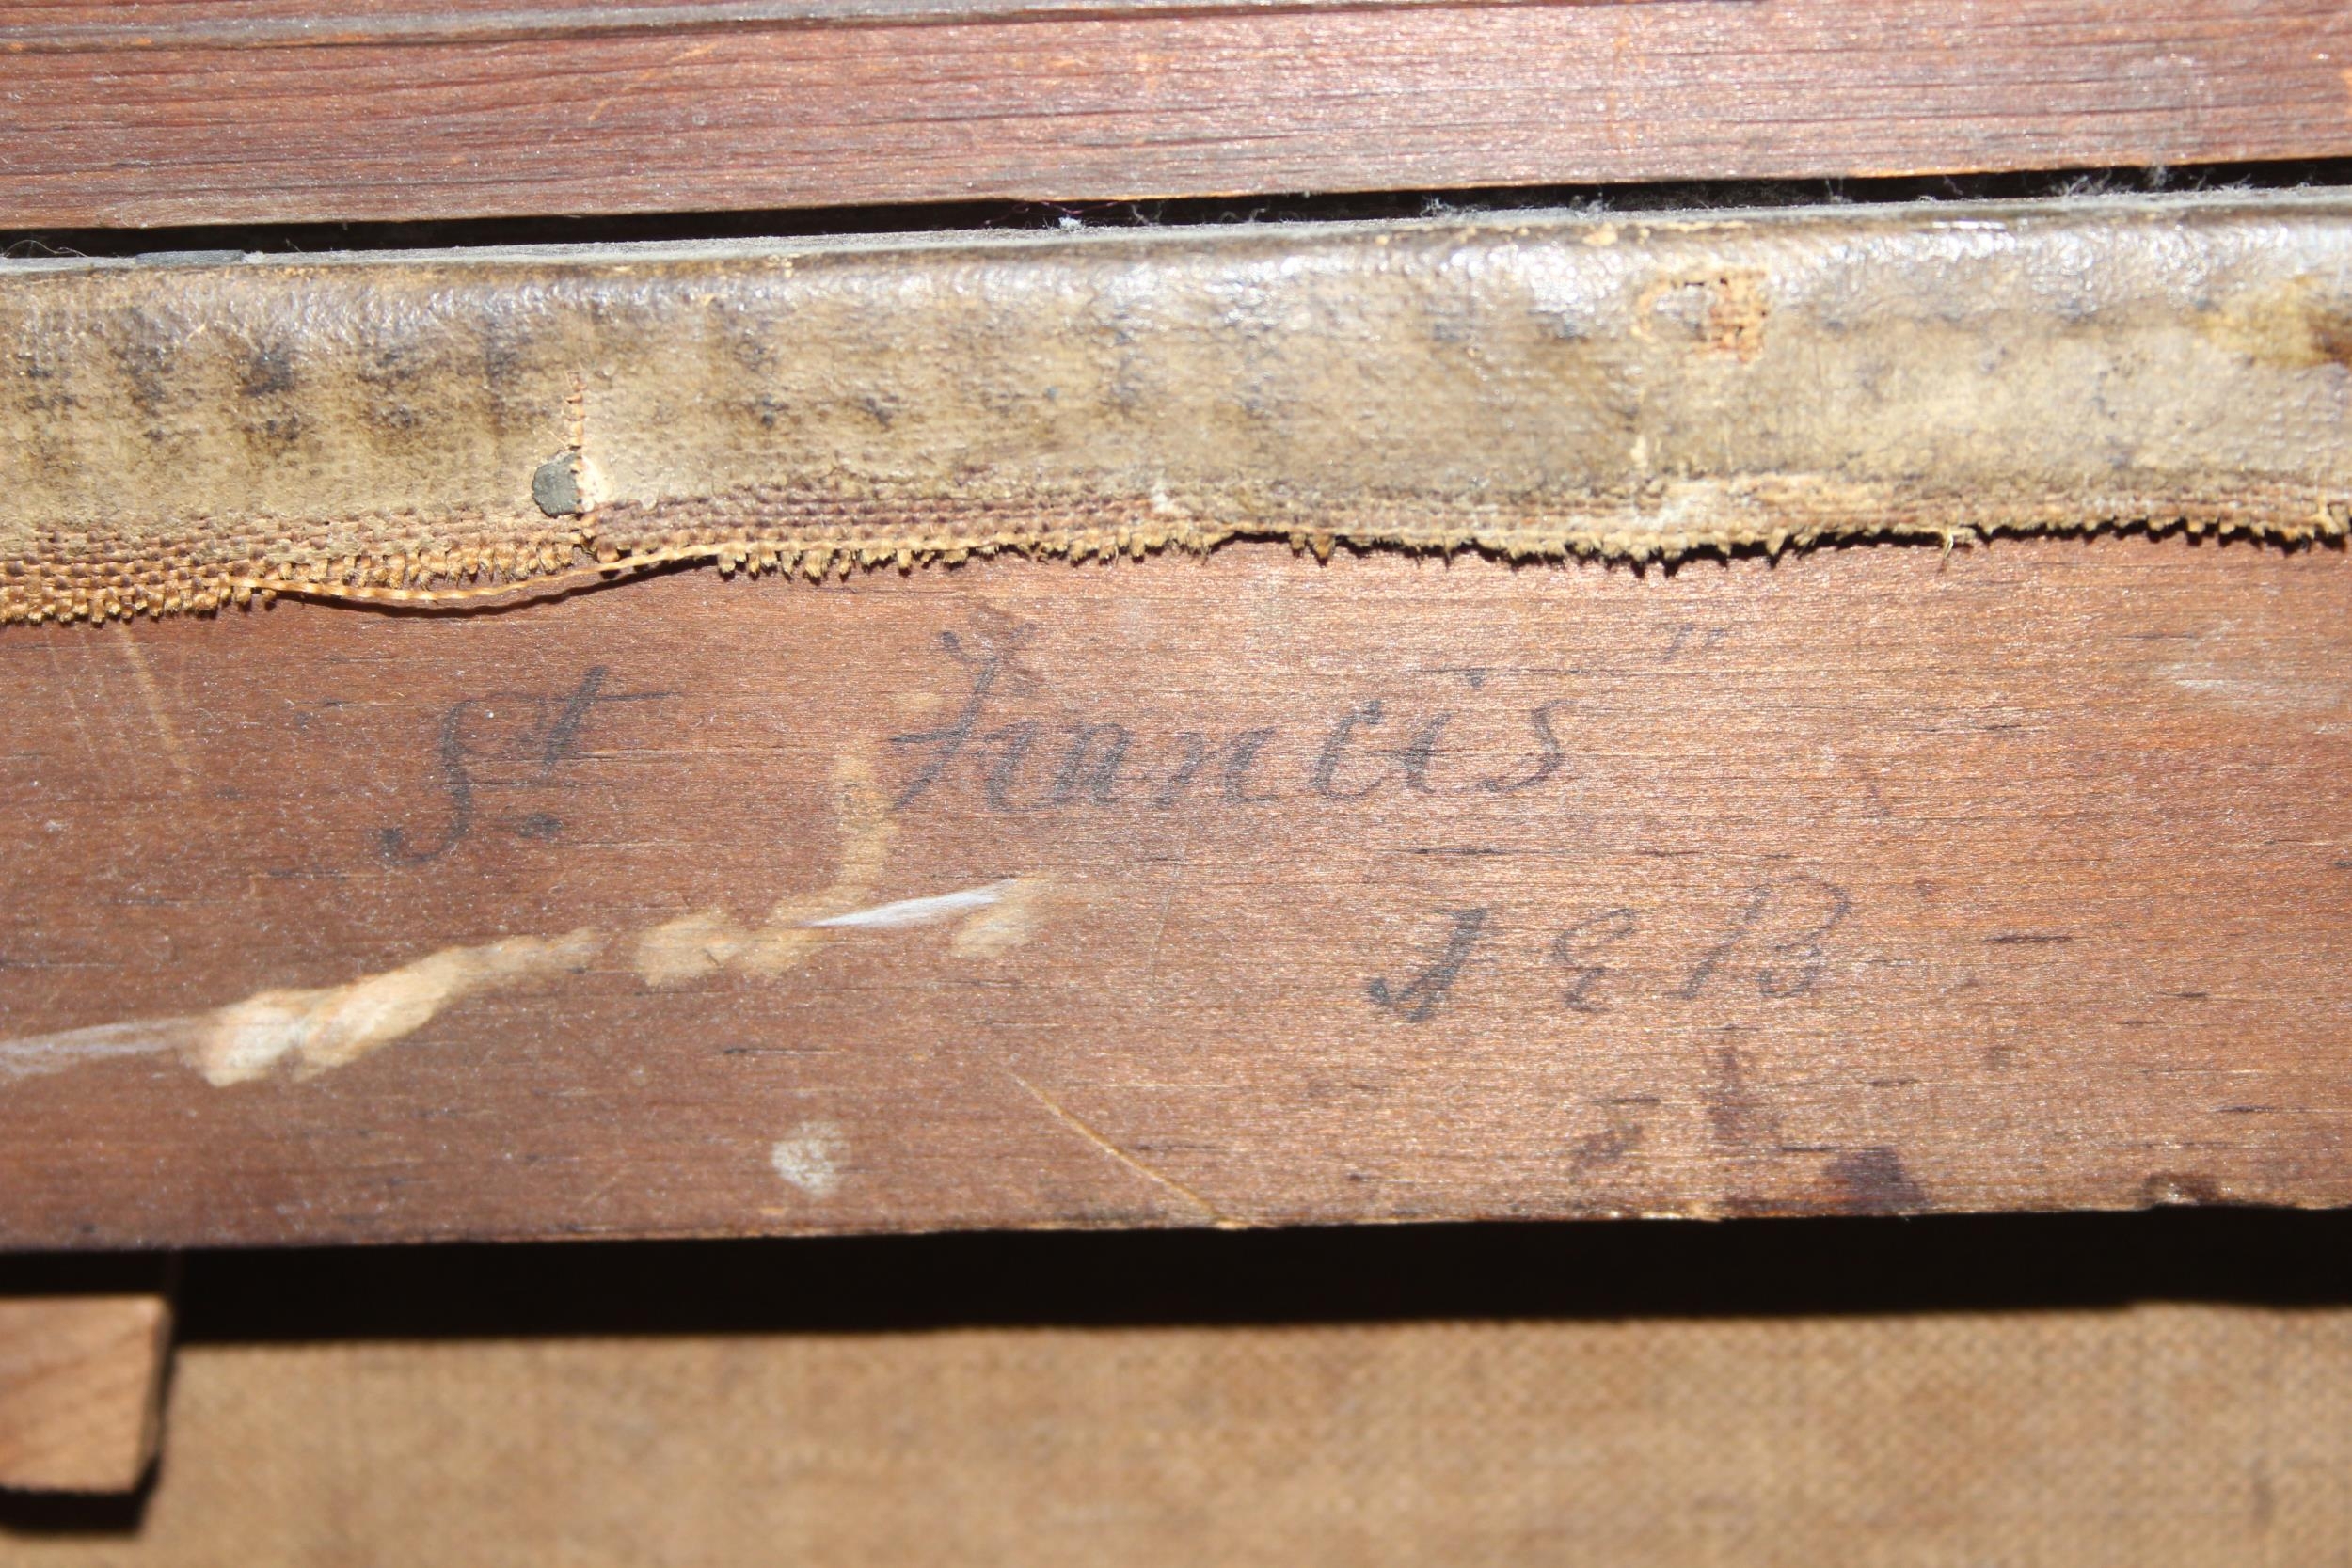 St. Francis"
J E B